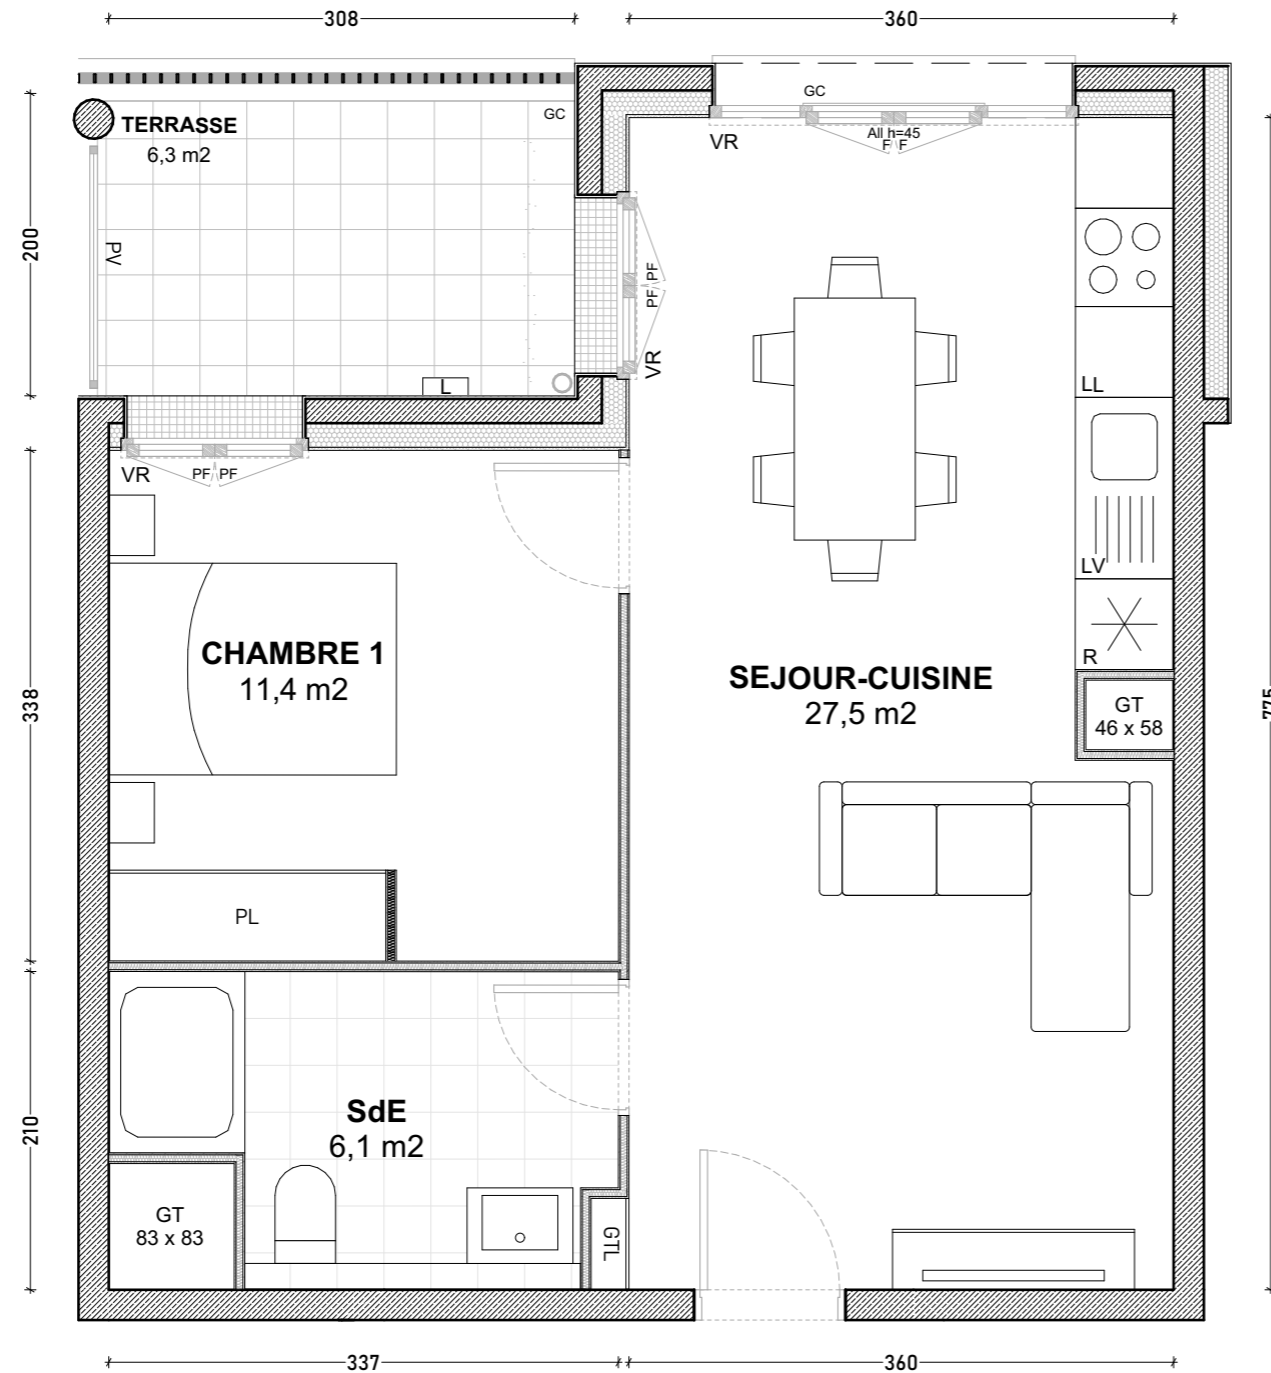 308
360
GC
GC
TERRASSE
6,3 m2
VR
All h=45
F F
200
PV
PF PF
VR
L
LL
VR
PF PF
LV
R
CHAMBRE 1
11,4 m2
SEJOUR-CUISINE
27,5 m2
GT
46 x 58
338
775
PL
SdE
6,1 m2
210
GT
83 x 83
GTL
337
360